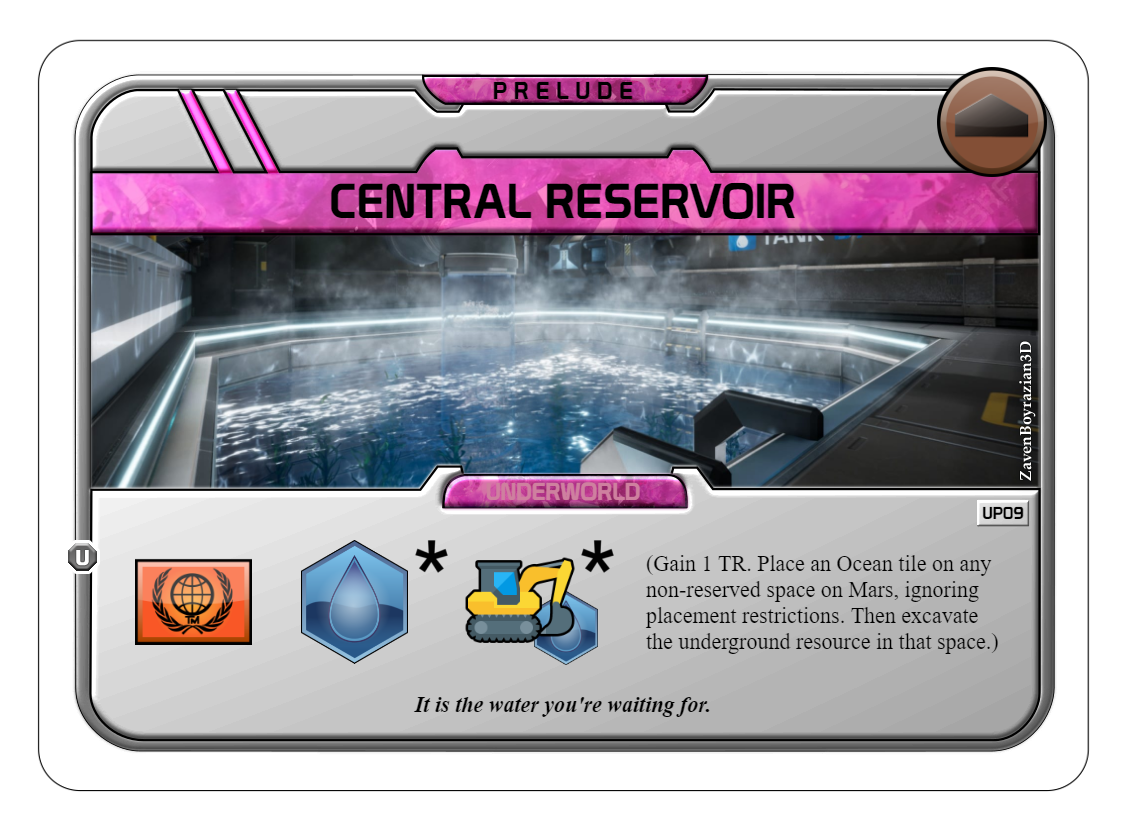 PRELUDE
CENTRAL RESERVOIR
TANK
ZavenBoyrazian3D
UNDERWORLD
UP09
U
*
*
TM
(Gain 1 TR. Place an Ocean tile on any
non-reserved space on Mars, ignoring
placement restrictions. Then excavate
the underground resource in that space.)
It is the water you're waiting for.